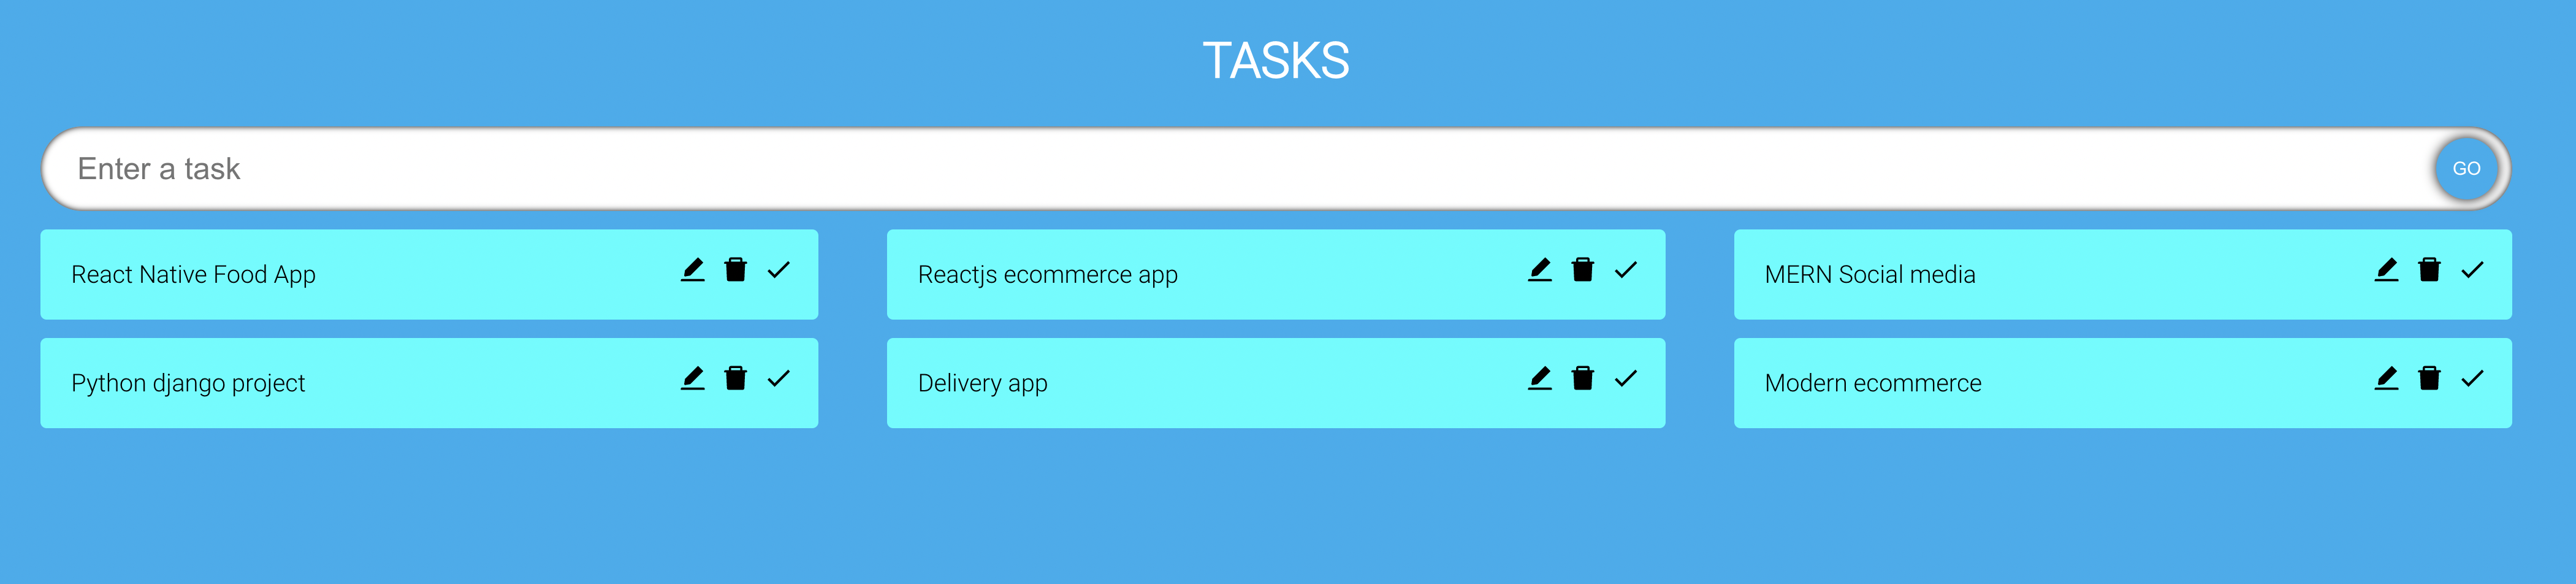 TASKS
Enter a task
GO
React Native Food App
Reactjs ecommerce app
MERN Social media
Python django project
Delivery app
Modern ecommerce